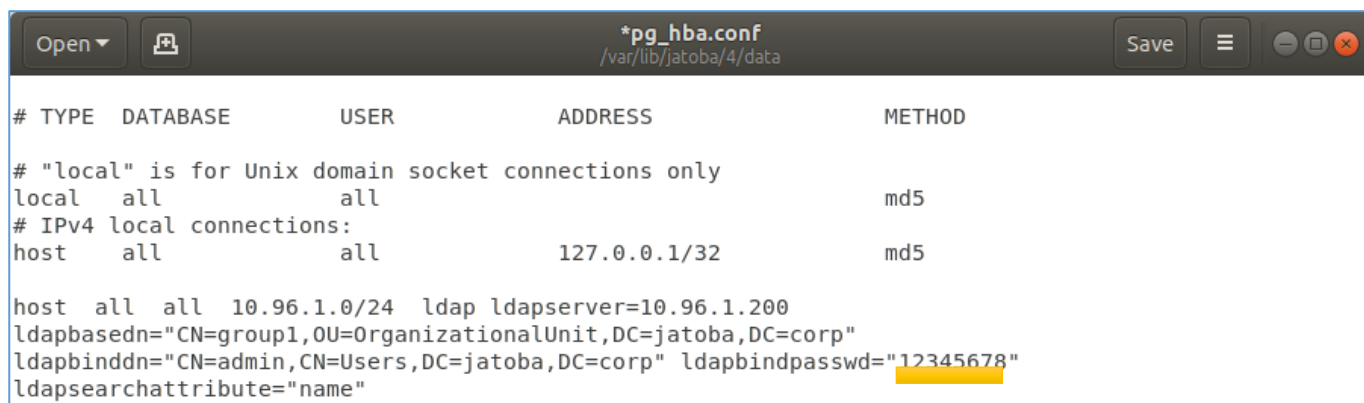 Open
*pg_hba.conf
/var/lib/jatoba/4/data
Save
# TYPE  DATABASE        USER            ADDRESS                 METHOD
# "local" is for Unix domain socket connections only
local   all             all                                     md5
# IPv4 local connections:
host    all             all             127.0.0.1/32            md5
host  all  all  10.96.1.0/24  ldap ldapserver=10.96.1.200
ldapbasedn="CN=group1,OU=OrganizationalUnit,DC=jatoba,DC=corp"
ldapbinddn="CN=admin,CN=Users,DC=jatoba,DC=corp" ldapbindpasswd="12345678"
ldapsearchattribute="name"